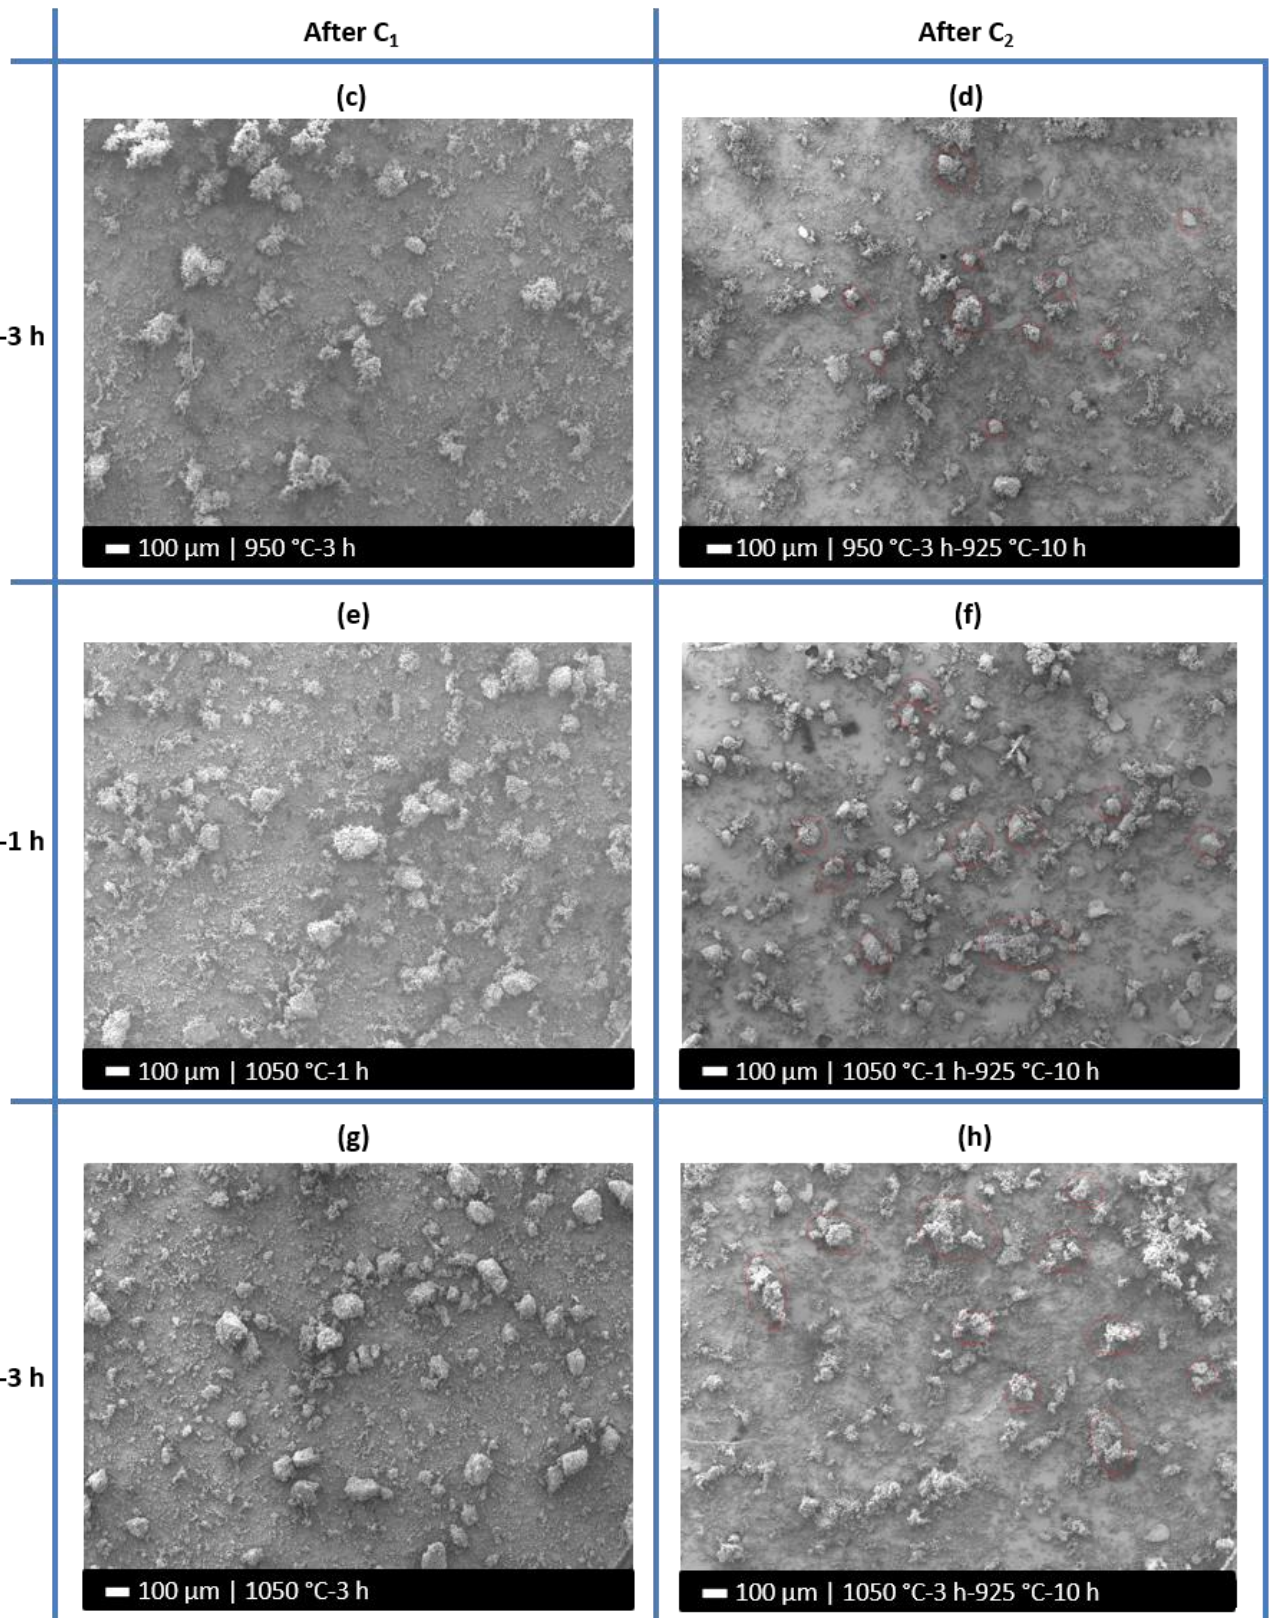 After C₁
After C₂
(c)
(d)
-3 h
100 µm | 950 °C-3 h
100 µm | 950 °C-3 h-925 °C-10 h
(e)
(f)
-1 h
100 µm | 1050 °C-1 h
100 µm | 1050 °C-1 h-925 °C-10 h
(g)
(h)
-3 h
100 µm | 1050 °C-3 h
100 µm | 1050 °C-3 h-925 °C-10 h